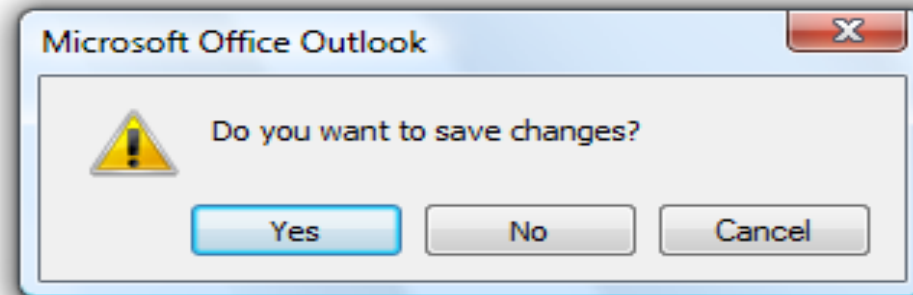 Microsoft Office Outlook
Do you want to save changes?
Yes No Cancel